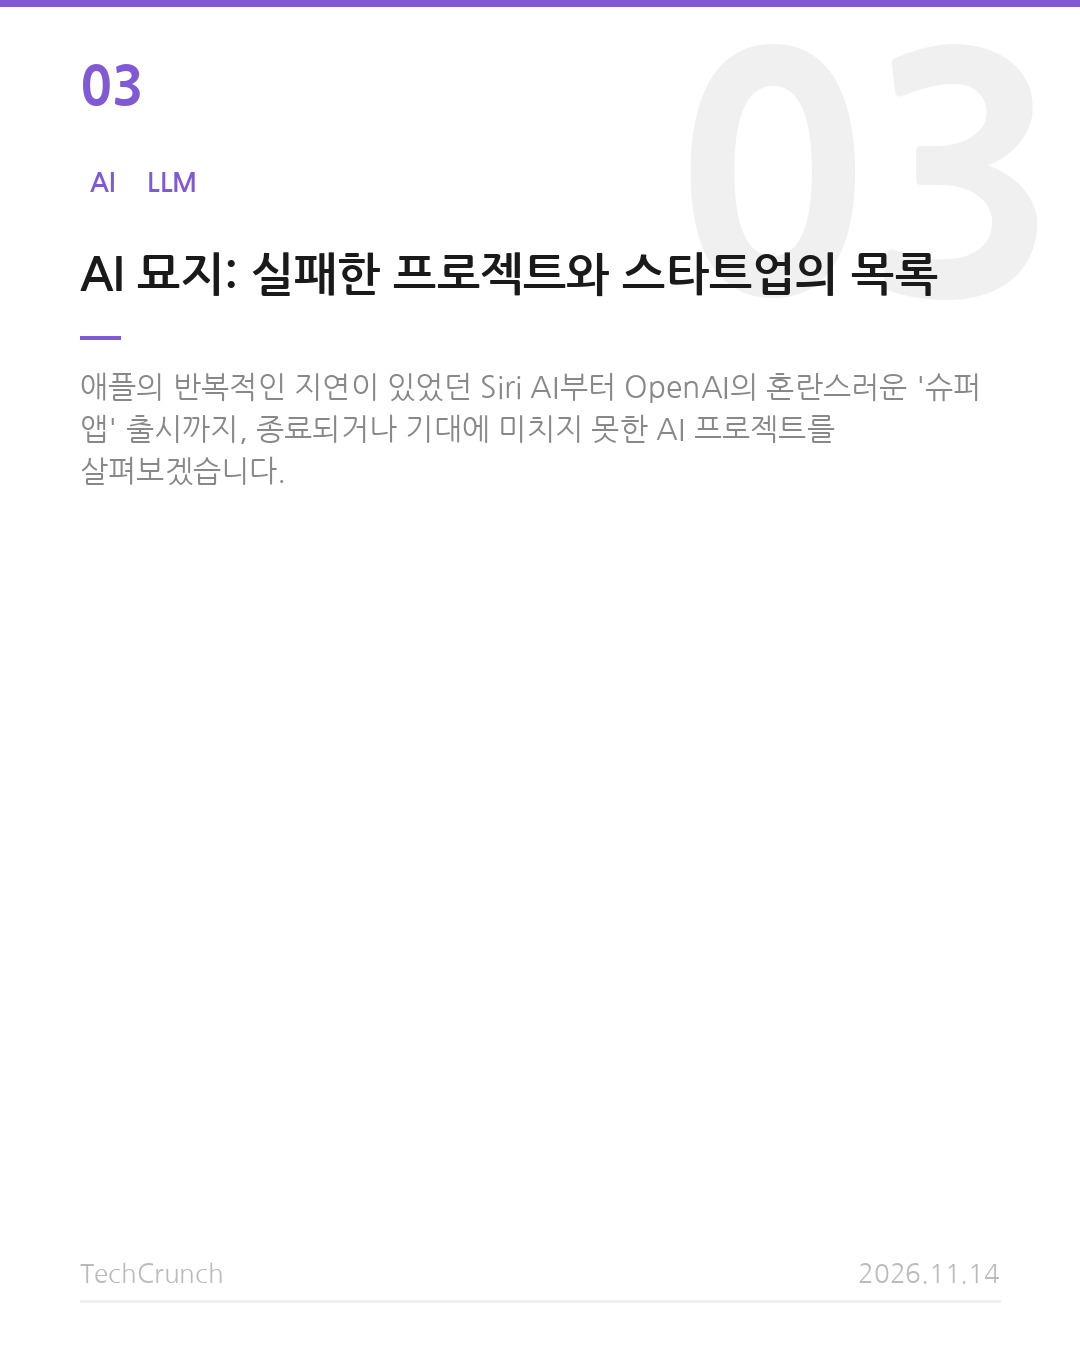 03
03
AI LLM
AI 묘지: 실패한 프로젝트와 스타트업의 목록
애플의 반복적인 지연이 있었던 Siri AI부터 OpenAI의 혼란스러운 '슈퍼
앱' 출시까지, 종료되거나 기대에 미치지 못한 AI 프로젝트를
살펴보겠습니다.
TechCrunch 2026.11.14